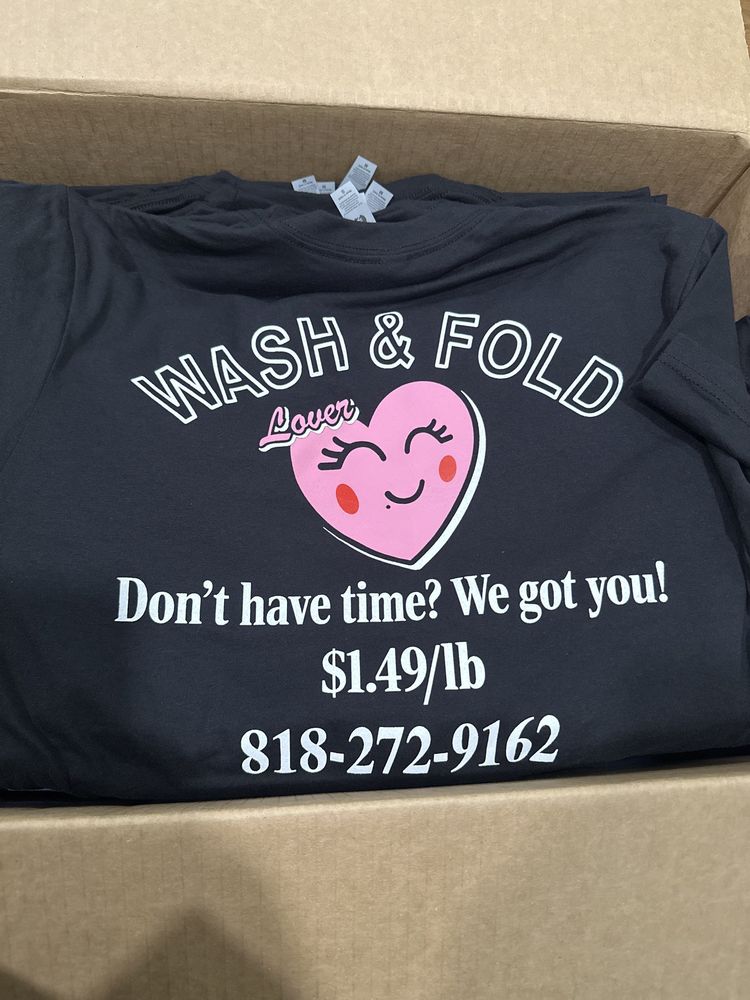 WASH & FOLD
Lover
Don't have time? We got you!
$1.49/lb
818-272-9162